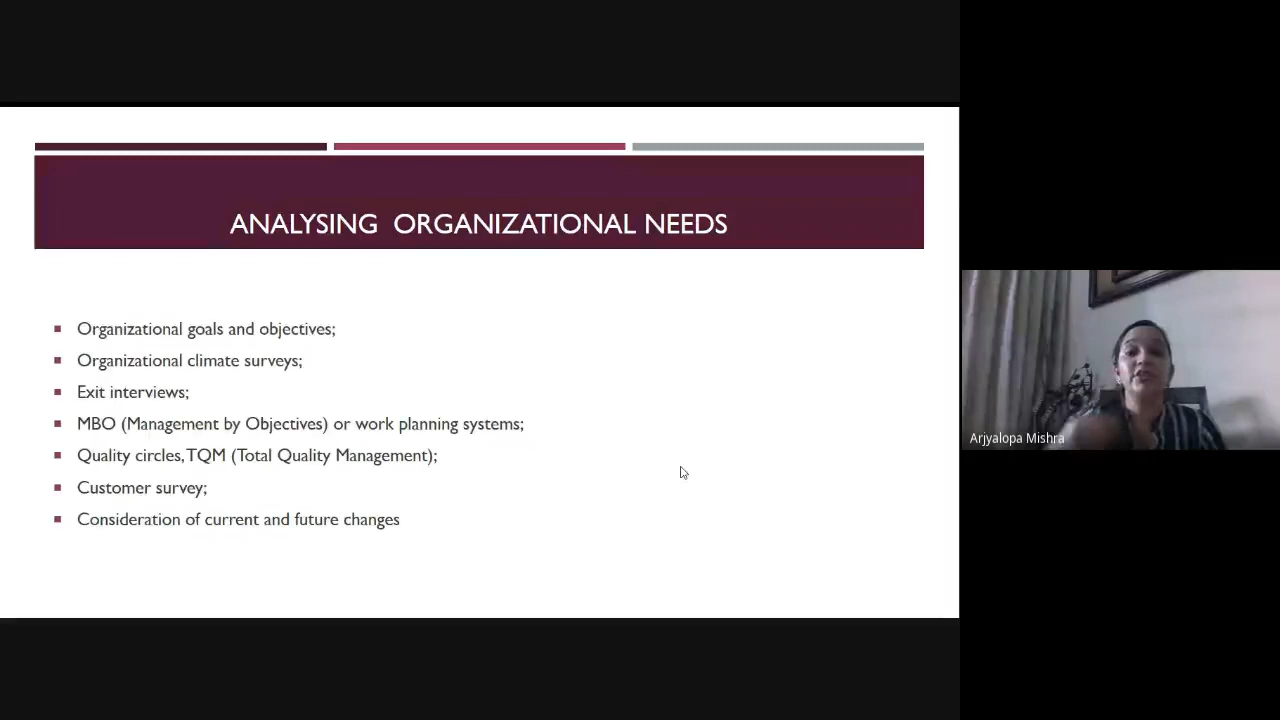 ANALYSING ORGANIZATIONAL NEEDS
Organizational goals and objectives;
Organizational climate surveys;
Exit interviews;
MBO (Management by Objectives) or work planning systems;
Quality circles, TQM (Total Quality Management);
Customer survey;
Consideration of current and future changes
Arjyalopa Mishra